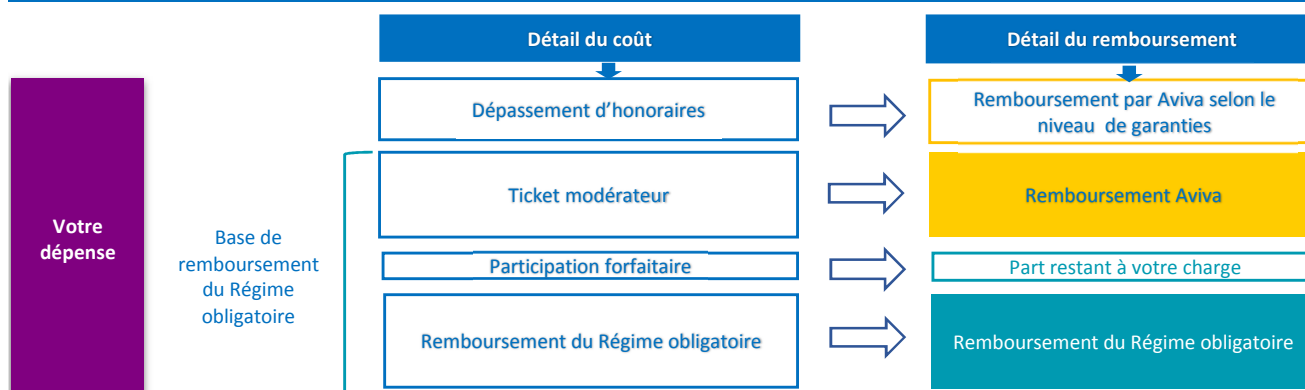 Détail du coût
Détail du remboursement
Dépassement d'honoraires
Remboursement par Aviva selon le
niveau de garanties
Votre
dépense
Base de
remboursement
du Régime
obligatoire
Ticket modérateur
Remboursement Aviva
Participation forfaitaire
Part restant à votre charge
Remboursement du Régime obligatoire
Remboursement du Régime obligatoire